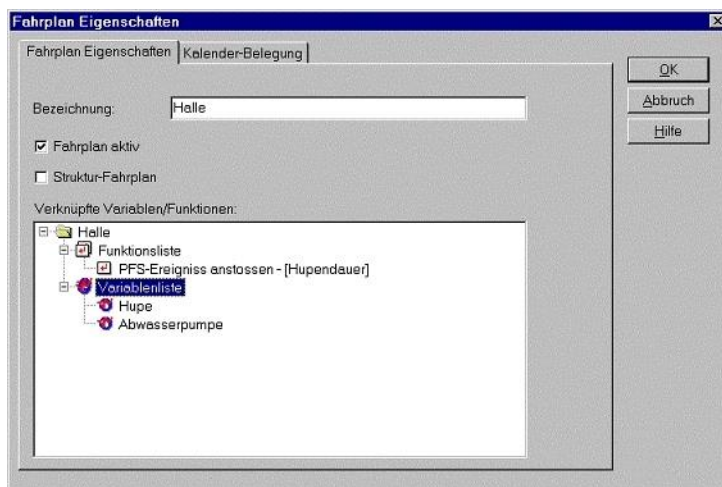 Fahrplan Eigenschaften
Fahrplan Eigenschaften
Kalender-Belegung
OK
Bezeichnung:
Halle
Abbruch
Hilfe
Fahrplan aktiv
Struktur-Fahrplan
Verknüpfte Variablen/Funktionen:
Halle
Funktionsliste
PFS-Ereigniss anstossen - [Hupendauer]
Variablenliste
Hupe
Abwasserpumpe